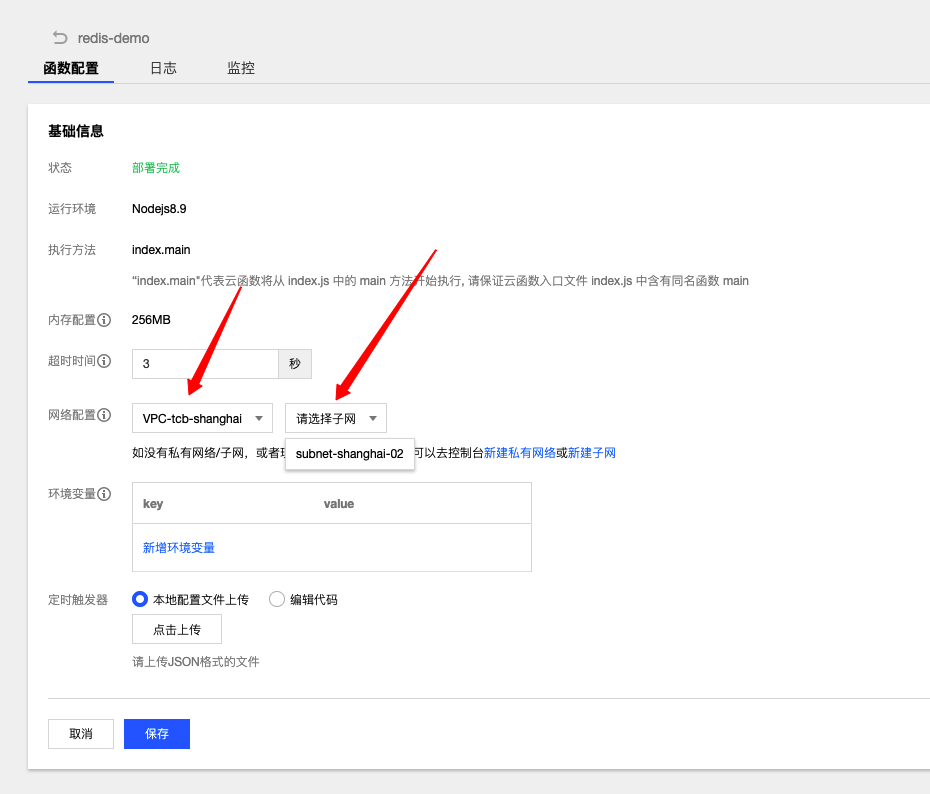 redis-demo
函数配置 日志 监控
基础信息
状态 部署完成
运行环境 Nodejs8.9
执行方法 index.main
“index.main"代表云函数将从 index.js 中的 main 方法开始执行, 请保证云函数入口文件 index.js 中含有同名函数 main
内存配置 256MB
超时时间 3 秒
网络配置 VPC-tcb-shanghai 请选择子网
如没有私有网络/子网，或者 可以去控制台新建私有网络或新建子网
subnet-shanghai-02
环境变量 key value
新增环境变量
定时触发器 本地配置文件上传 编辑代码
点击上传
请上传JSON格式的文件
取消 保存